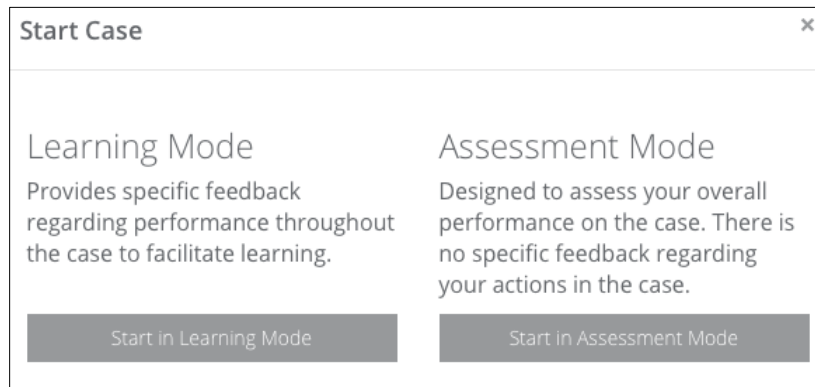 Start Case
×
Learning Mode
Provides specific feedback
regarding performance throughout
the case to facilitate learning.
Start in Learning Mode
Assessment Mode
Designed to assess your overall
performance on the case. There is
no specific feedback regarding
your actions in the case.
Start in Assessment Mode